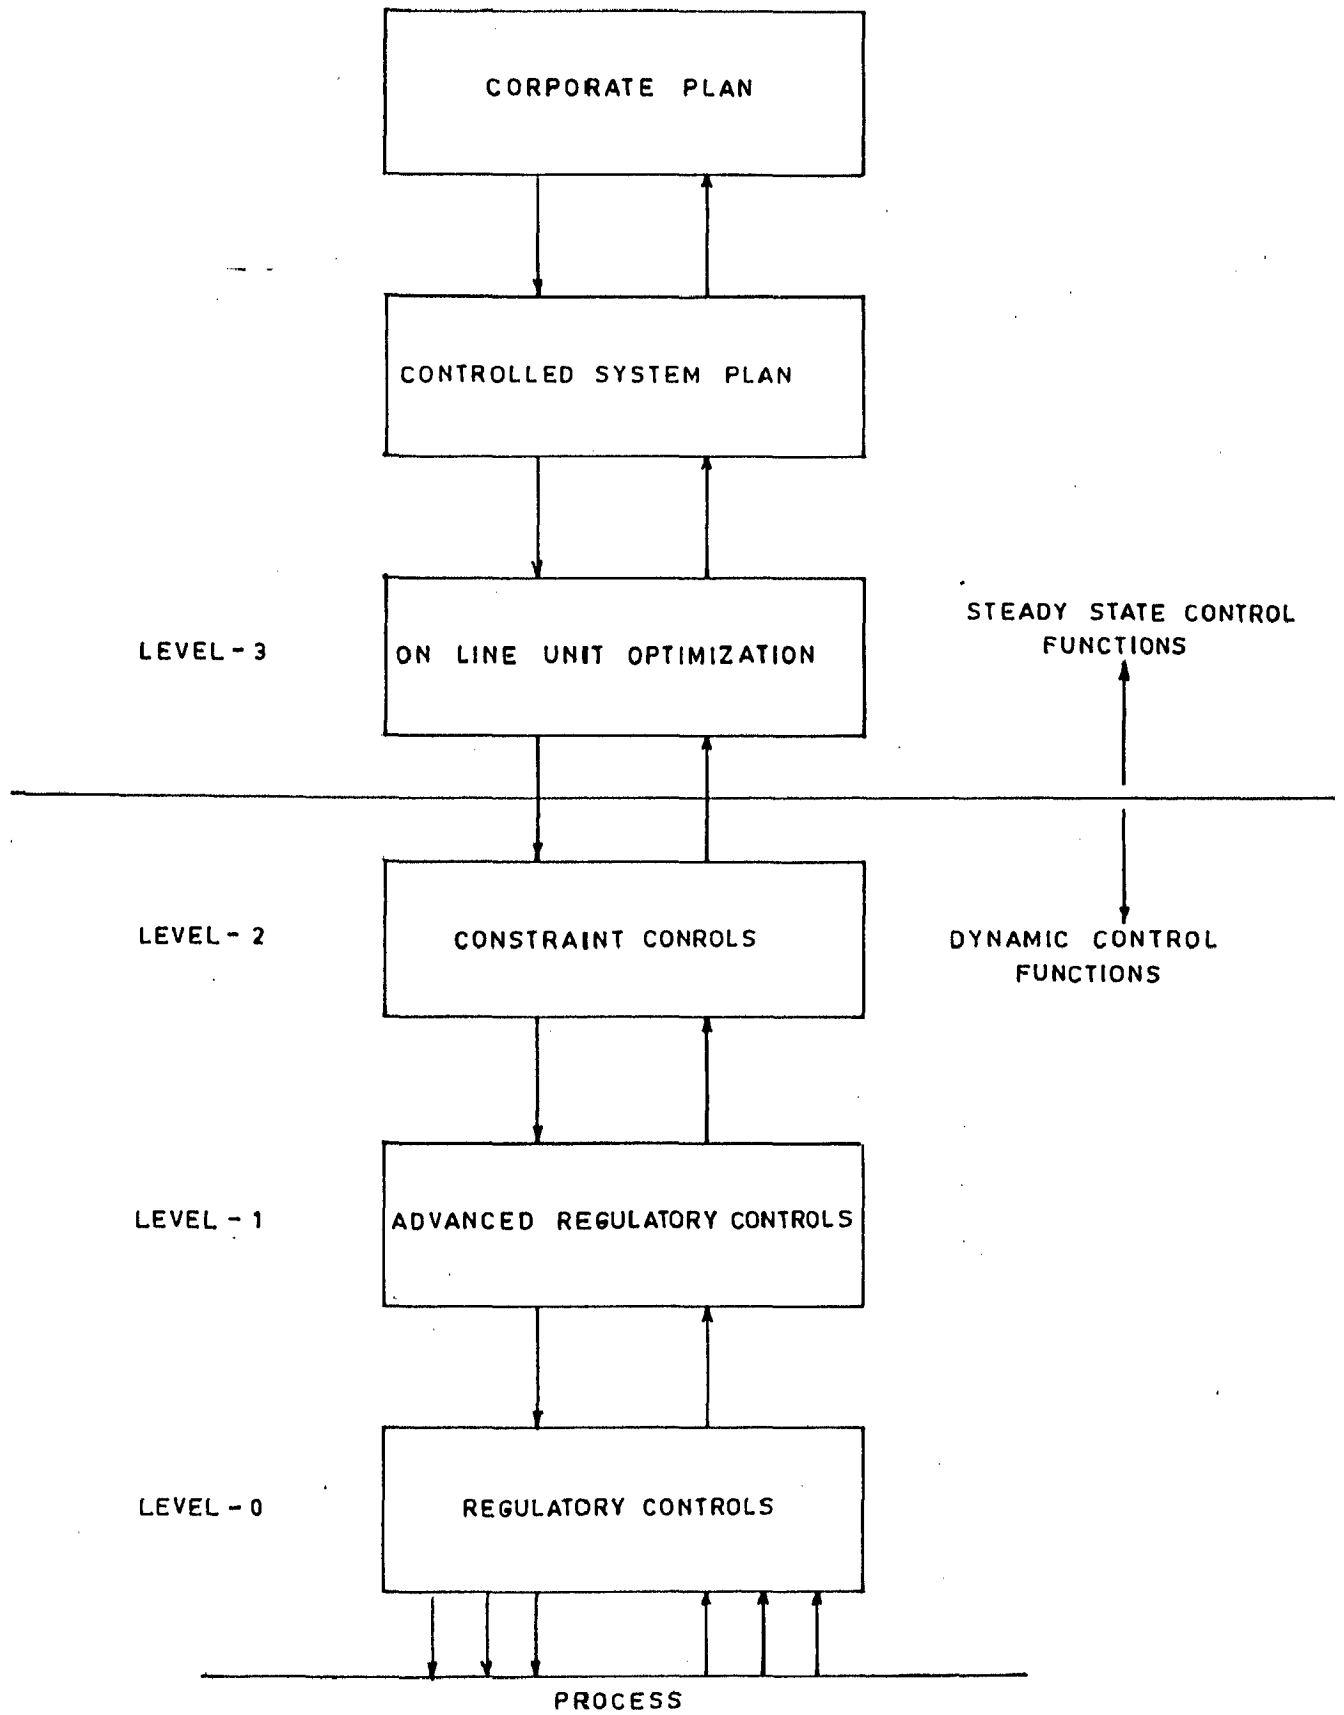 CORPORATE PLAN
CONTROLLED SYSTEM PLAN
LEVEL-3
ON LINE UNIT OPTIMIZATION
STEADY STATE CONTROL
FUNCTIONS
LEVEL-2
CONSTRAINT CONROLS
DYNAMIC CONTROL
FUNCTIONS
LEVEL-1
ADVANCED REGULATORY CONTROLS
LEVEL-0
REGULATORY CONTROLS
PROCESS